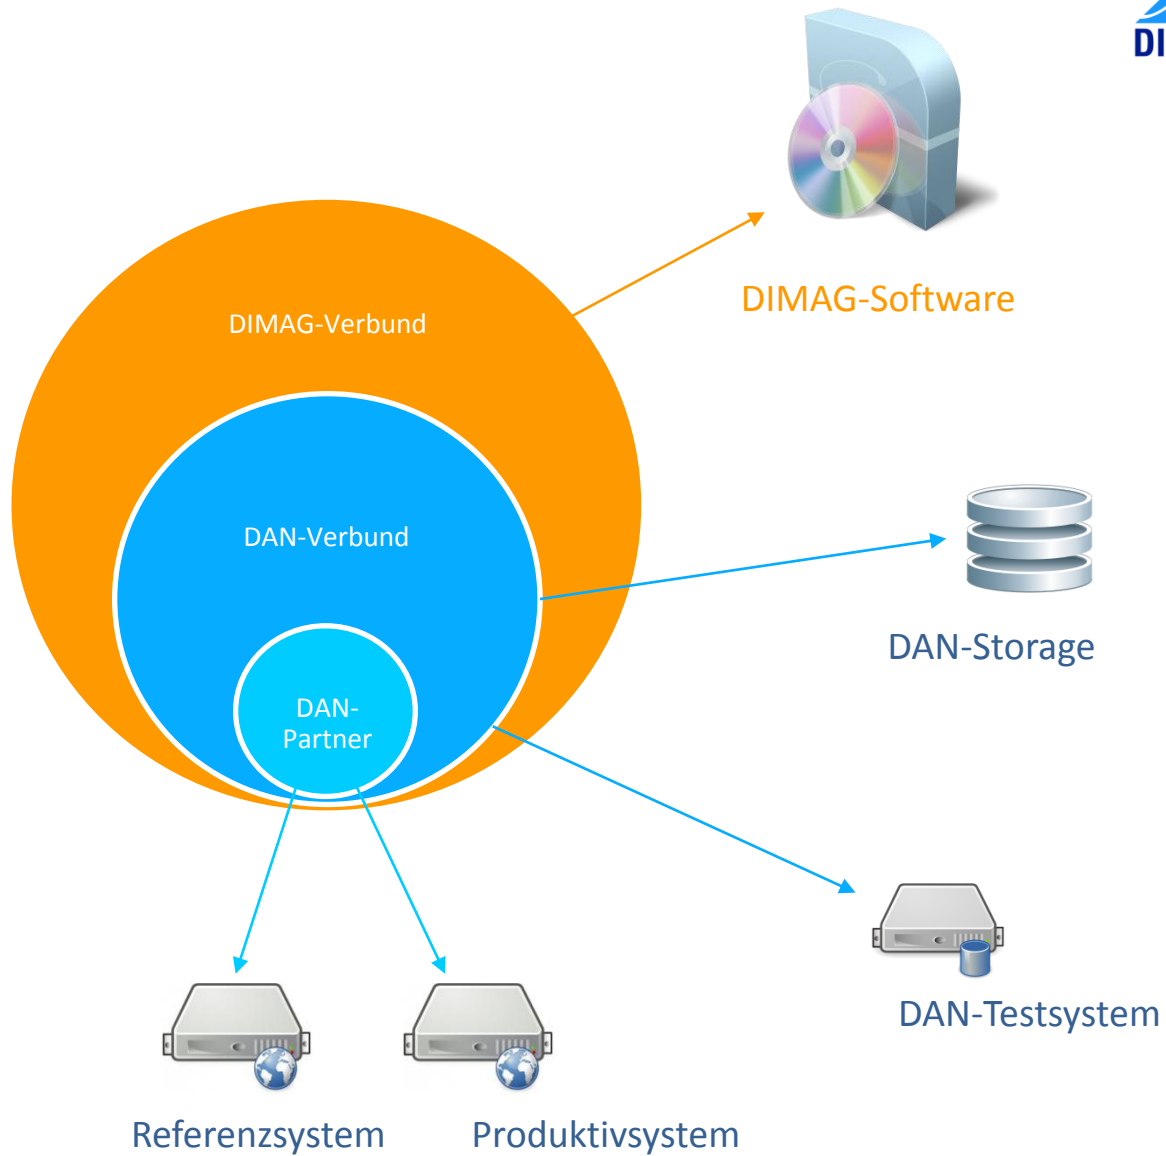 DIMAG-Software
DIMAG-Verbund
DAN-Verbund
DAN-Storage
DAN-
Partner
DAN-Testsystem
Referenzsystem
Produktivsystem